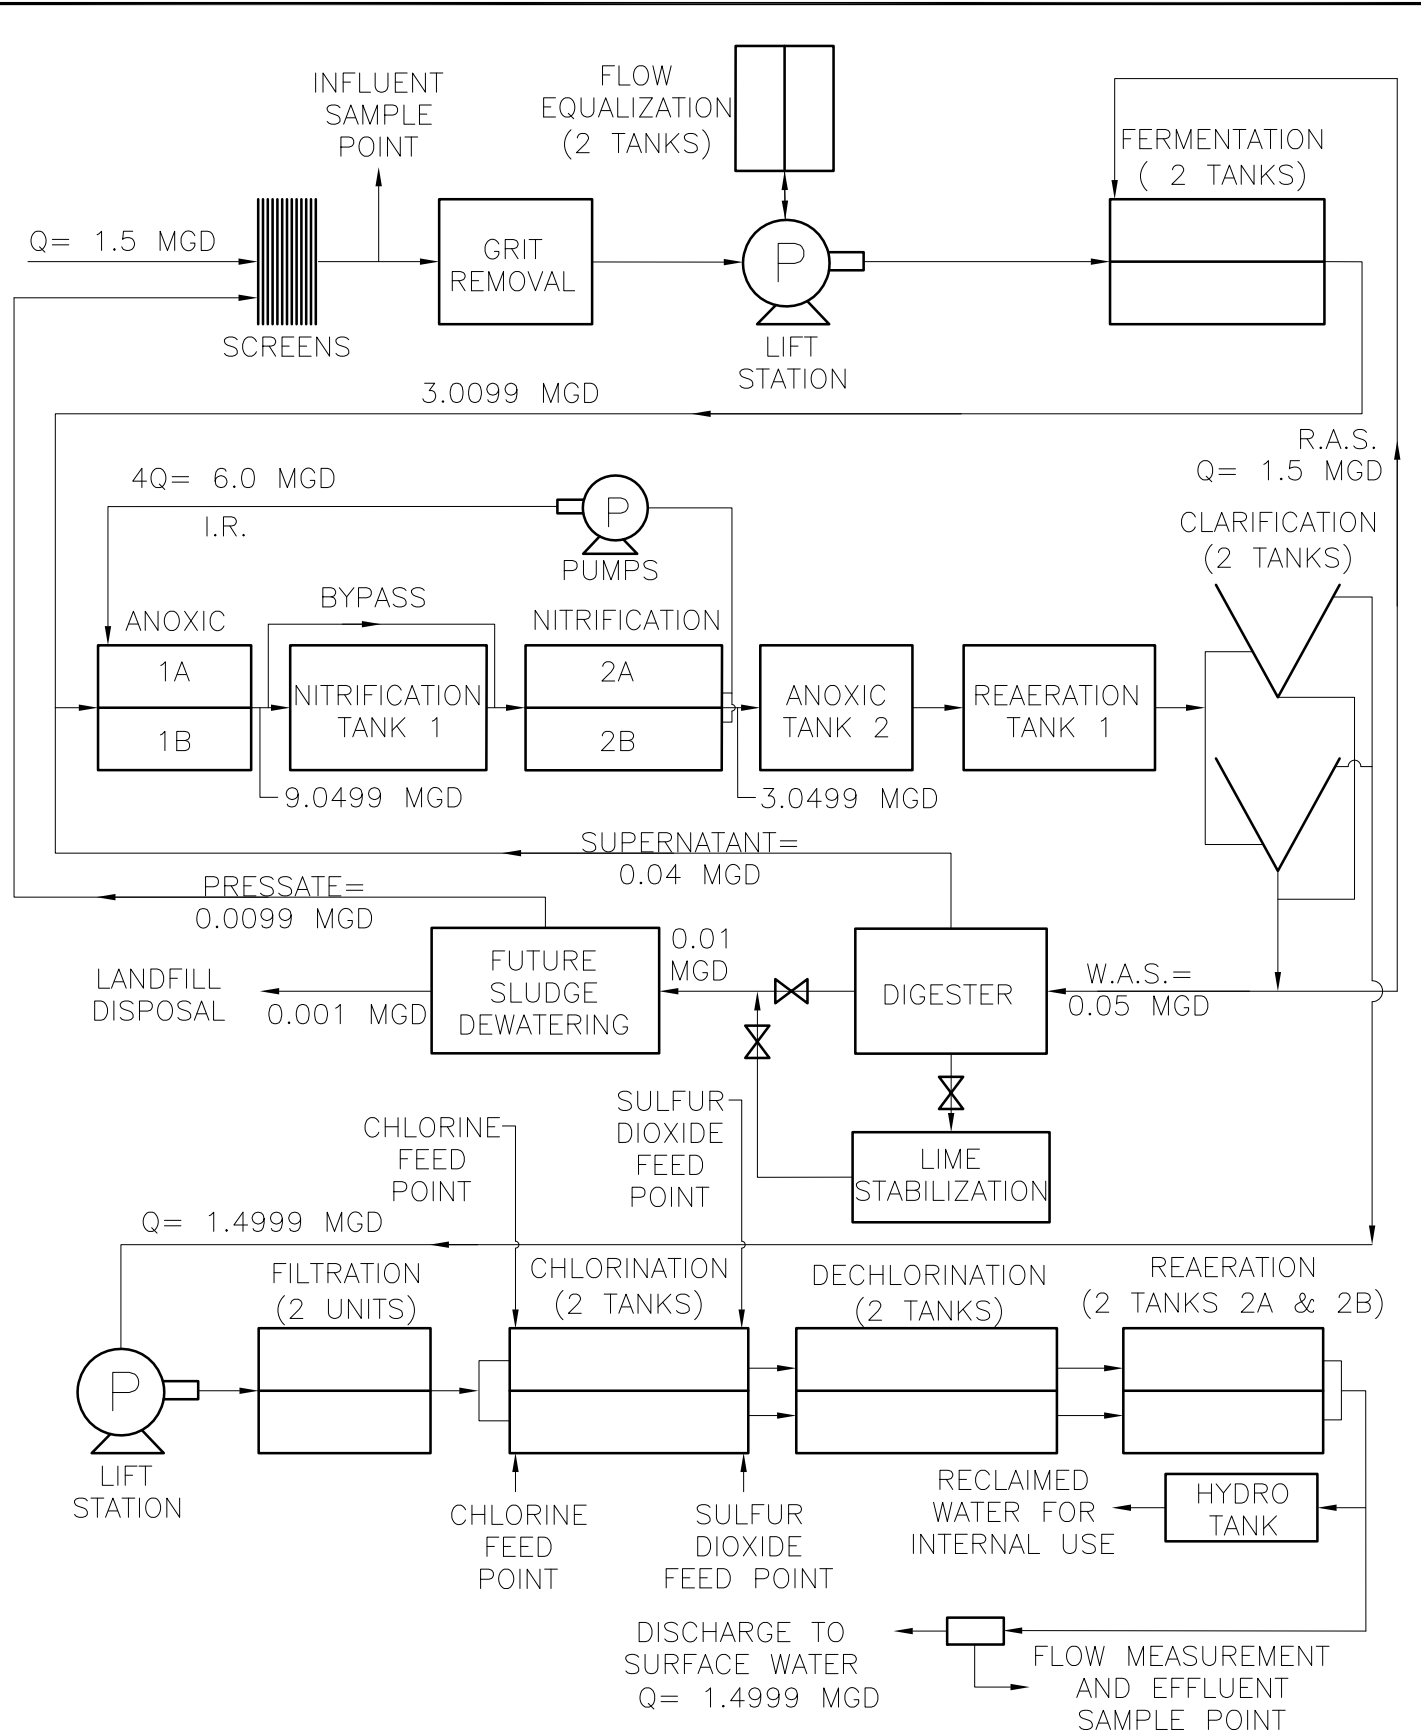 INFLUENT
SAMPLE
POINT
FLOW
EQUALIZATION
(2 TANKS)
FERMENTATION
( 2 TANKS)
Q= 1.5 MGD
GRIT
REMOVAL
P
SCREENS
LIFT
STATION
3.0099 MGD
R.A.S.
Q= 1.5 MGD
4Q= 6.0 MGD
I.R.
P
PUMPS
CLARIFICATION
(2 TANKS)
BYPASS
ANOXIC
NITRIFICATION
1A
1B
NITRIFICATION
TANK 1
2A
2B
ANOXIC
TANK 2
REAERATION
TANK 1
9.0499 MGD
3.0499 MGD
SUPERNATANT=
0.04 MGD
PRESSATE=
0.0099 MGD
LANDFILL
DISPOSAL
0.001 MGD
FUTURE
SLUDGE
DEWATERING
0.01
MGD
DIGESTER
W.A.S.=
0.05 MGD
LIME
STABILIZATION
CHLORINE
FEED
POINT
SULFUR
DIOXIDE
FEED
POINT
Q= 1.4999 MGD
FILTRATION
(2 UNITS)
CHLORINATION
(2 TANKS)
DECHLORINATION
(2 TANKS)
REAERATION
(2 TANKS 2A & 2B)
P
LIFT
STATION
CHLORINE
FEED
POINT
SULFUR
DIOXIDE
FEED POINT
RECLAIMED
WATER FOR
INTERNAL USE
HYDRO
TANK
DISCHARGE TO
SURFACE WATER
Q= 1.4999 MGD
FLOW MEASUREMENT
AND EFFLUENT
SAMPLE POINT